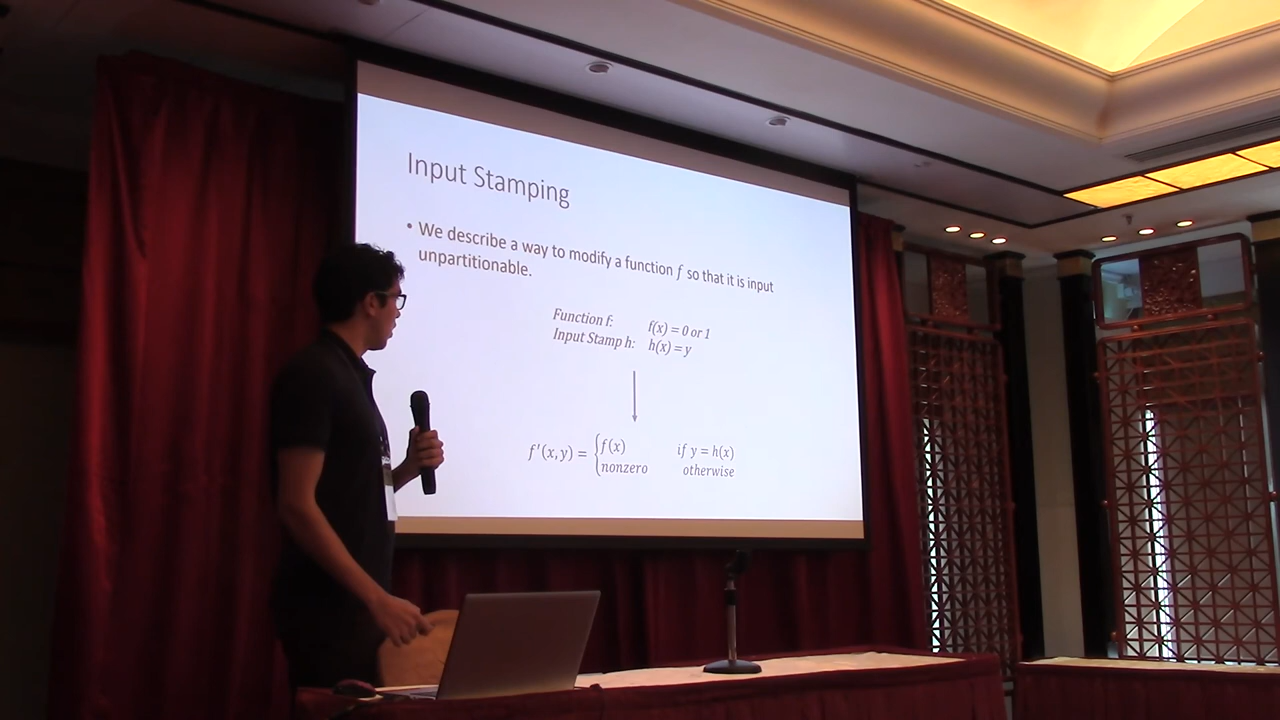 Input Stamping
• We describe a way to modify a function f so that it is input
unpartitionable.
Function f: f(x) = 0 or 1
Input Stamp h: h(x) = y
f'(x, y) = { f(x) if y = h(x)
nonzero otherwise